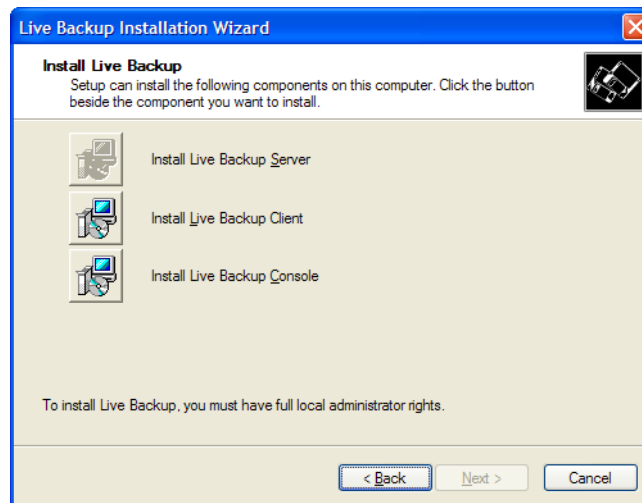 Live Backup Installation Wizard
Install Live Backup
Setup can install the following components on this computer. Click the button
beside the component you want to install.
Install Live Backup Server
Install Live Backup Client
Install Live Backup Console
To install Live Backup, you must have full local administrator rights.
< Back Next > Cancel